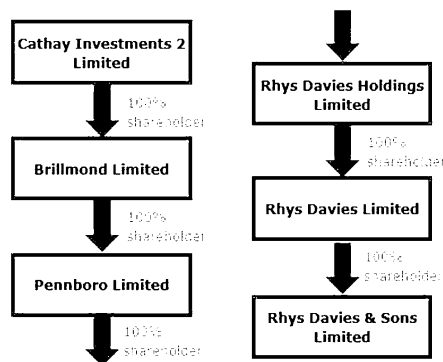 Cathay Investments 2
Limited
100%
shareholder
Brillmond Limited
100%
shareholder
Pennboro Limited
100%
shareholder
Rhys Davies Holdings
Limited
100%
shareholder
Rhys Davies Limited
100%
shareholder
Rhys Davies & Sons
Limited